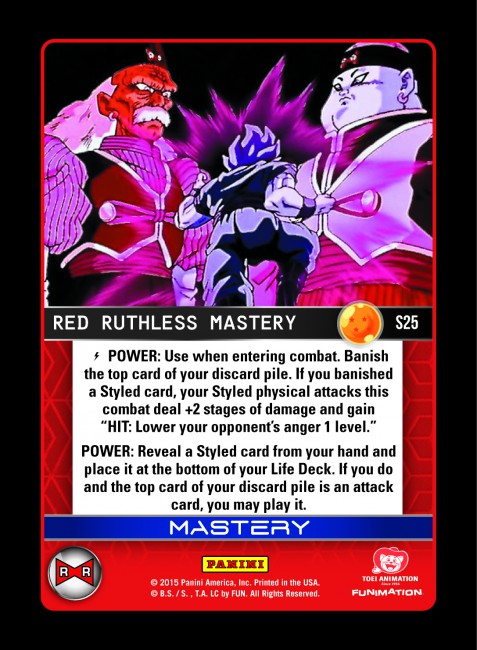 RED RUTHLESS MASTERY
S25
⚡ POWER: Use when entering combat. Banish
the top card of your discard pile. If you banished
a Styled card, your Styled physical attacks this
combat deal +2 stages of damage and gain
"HIT: Lower your opponent's anger 1 level."
POWER: Reveal a Styled card from your hand and
place it at the bottom of your Life Deck. If you do
and the top card of your discard pile is an attack
card, you may play it.
MASTERY
R R
PANINI
© 2015 Panini America, Inc. Printed in the USA.
© B.S./ S. , T.A. LC by FUN. All Rights Reserved.
TOEI ANIMATION
Since 1956
FUNIMATION